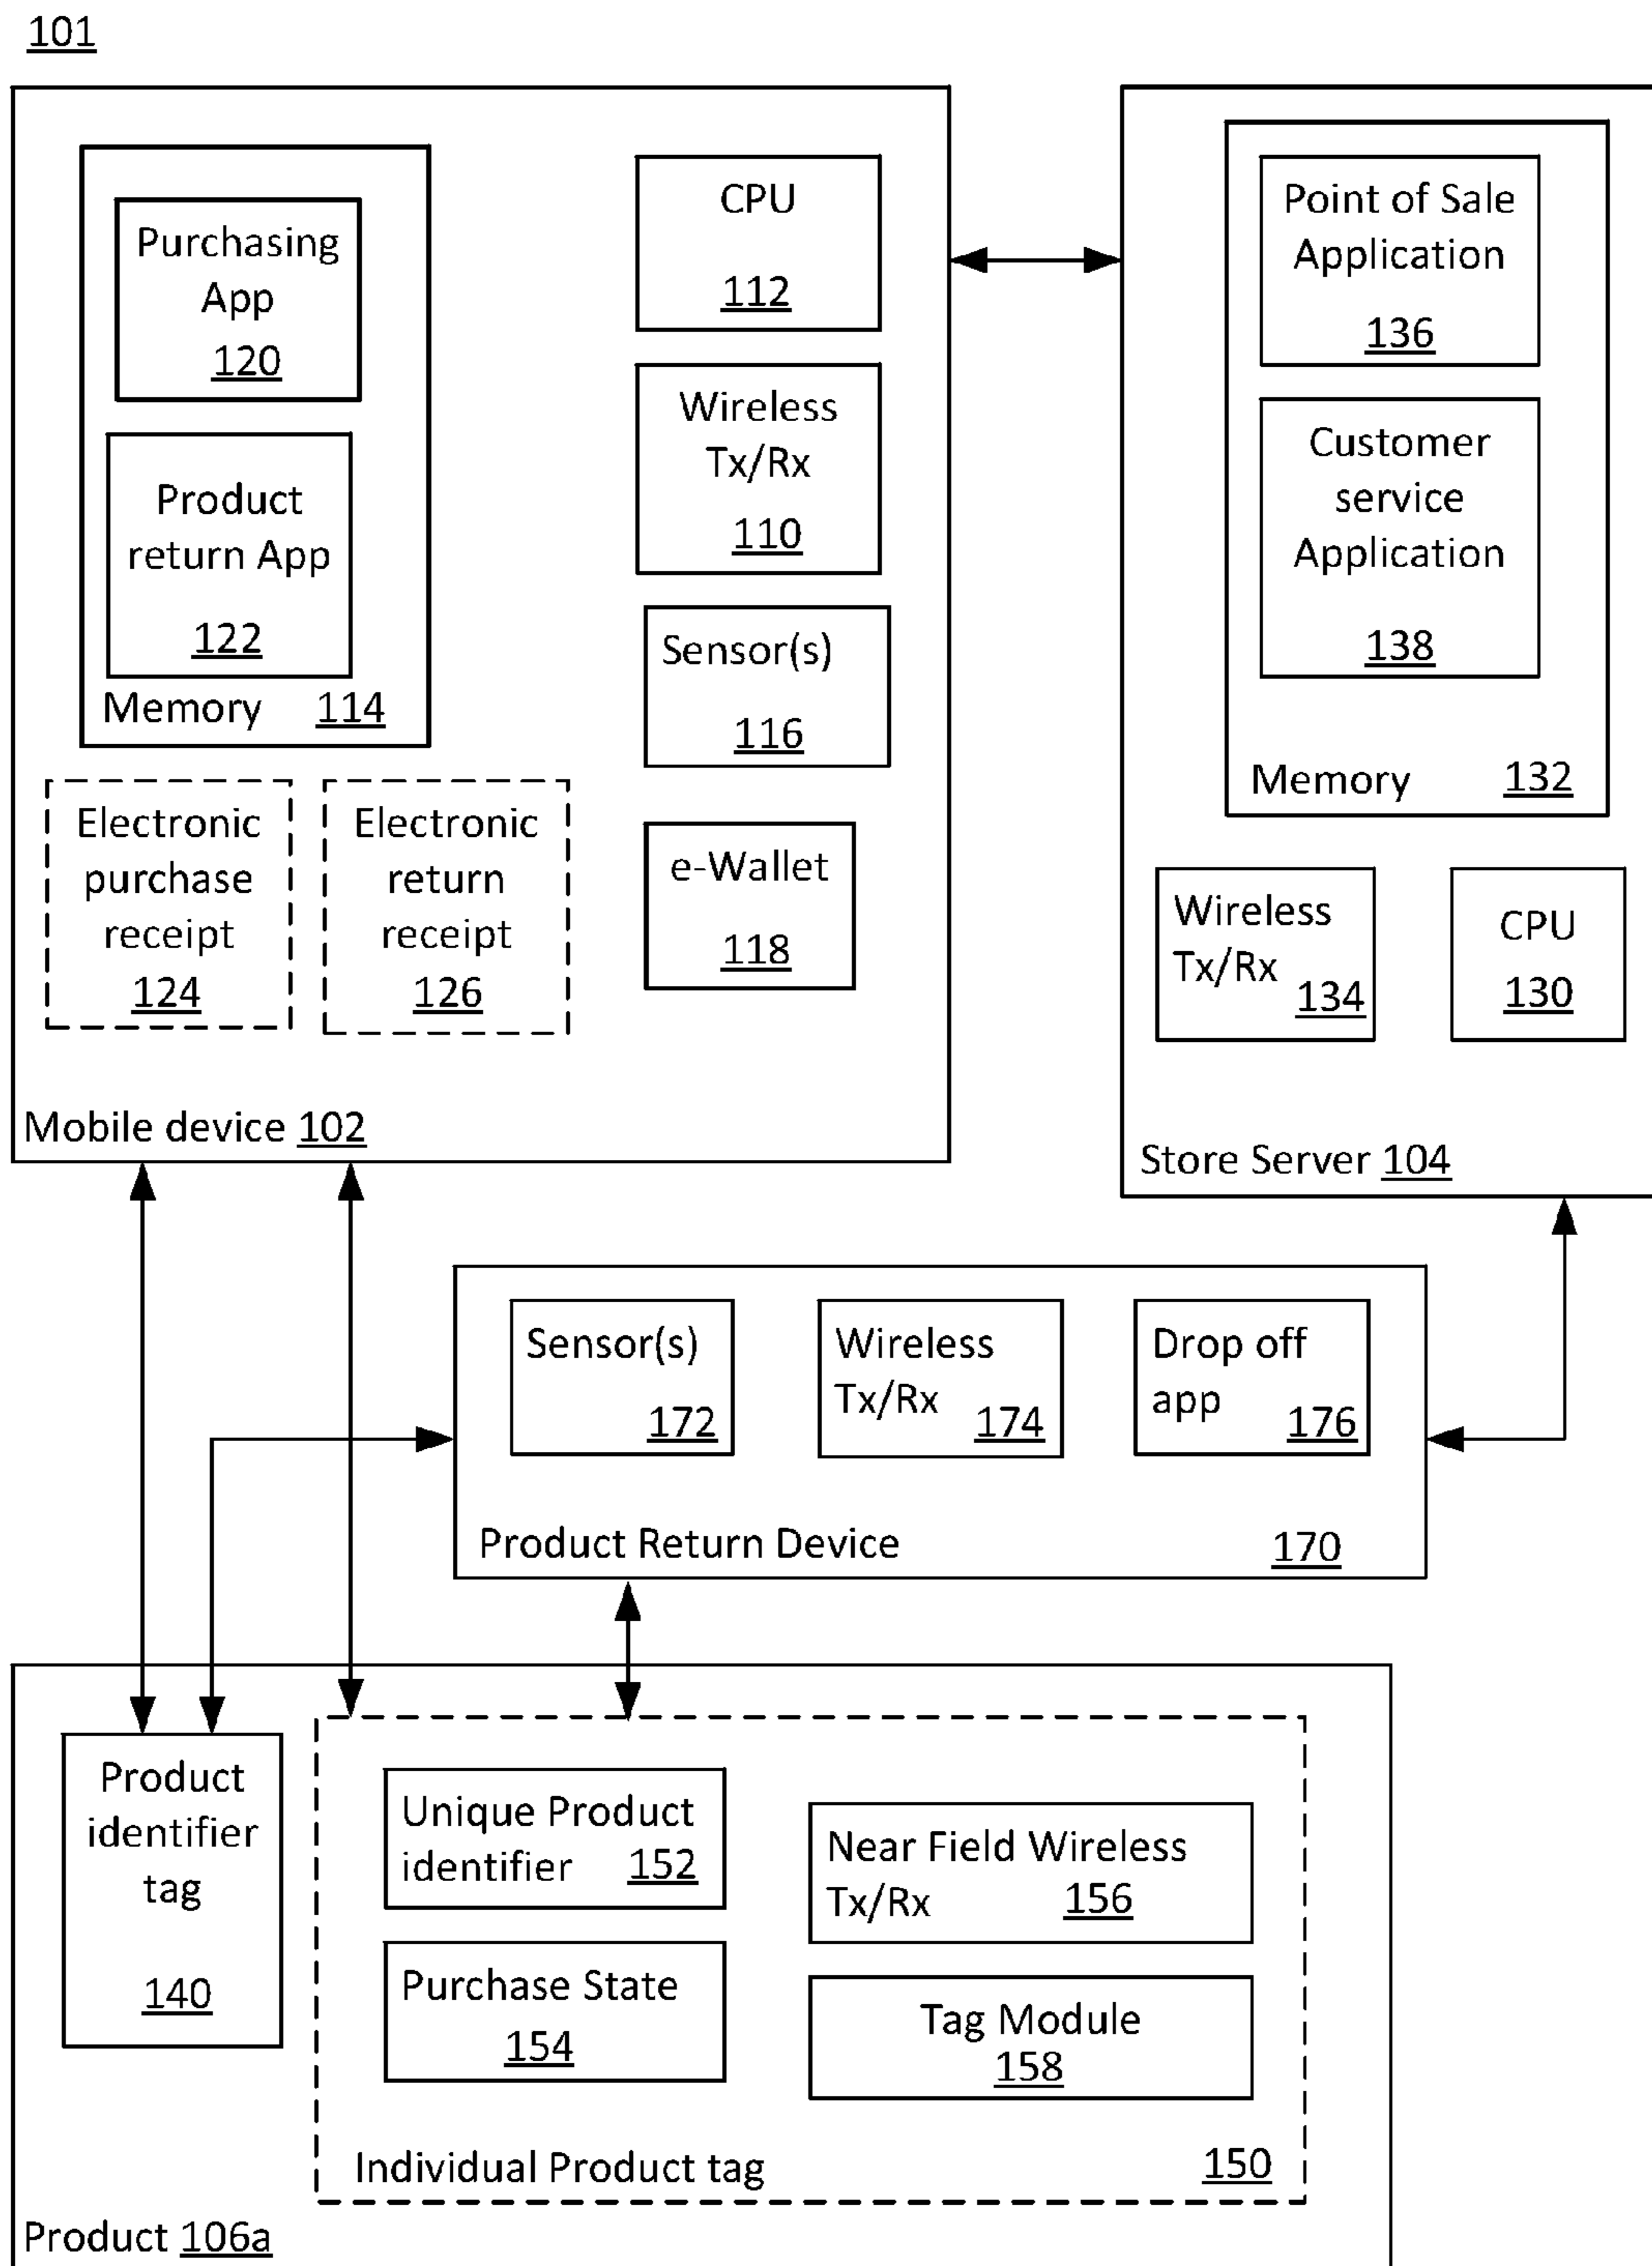 101
Purchasing
App
120
Product
return App
122
Memory 114
CPU
112
Wireless
Tx/Rx
110
Sensor(s)
116
e-Wallet
118
Electronic
purchase
receipt
124
Electronic
return
receipt
126
Mobile device 102
Point of Sale
Application
136
Customer
service
Application
138
Memory 132
Wireless
Tx/Rx 134
CPU
130
Store Server 104
Sensor(s)
172
Wireless
Tx/Rx 174
Drop off
app 176
Product Return Device 170
Product
identifier
tag
140
Unique Product
identifier 152
Purchase State
154
Near Field Wireless
Tx/Rx 156
Tag Module
158
Individual Product tag 150
Product 106a